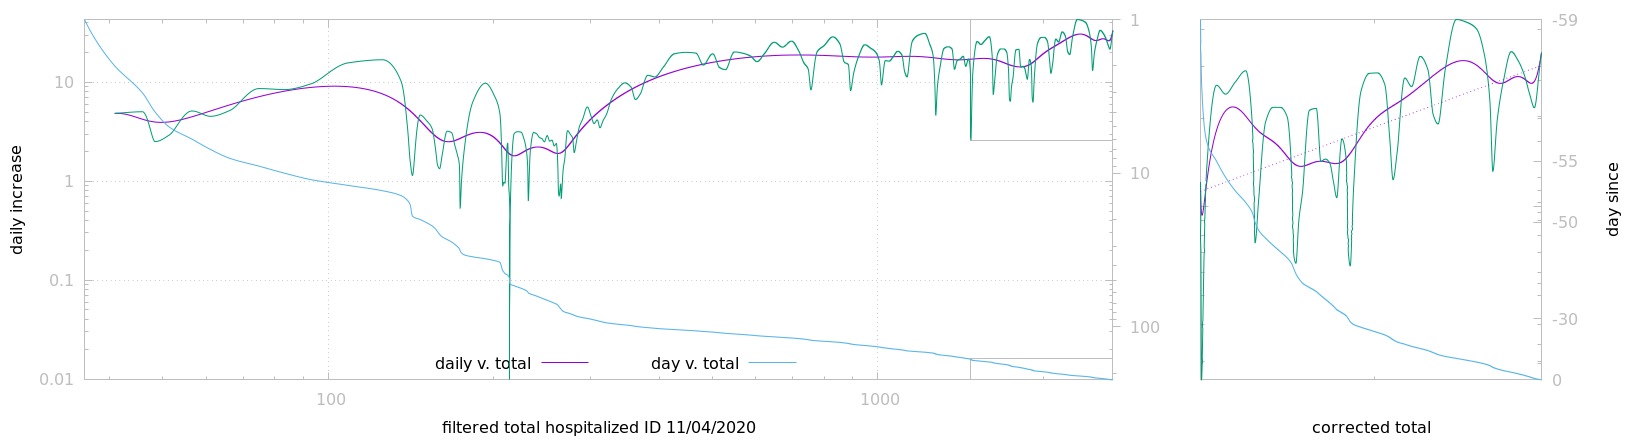 daily increase
10
1
0.1
0.01
100
1000
1
10
100
daily v. total
day v. total
filtered total hospitalized ID 11/04/2020
-59
-55
-50
-30
0
day since
corrected total